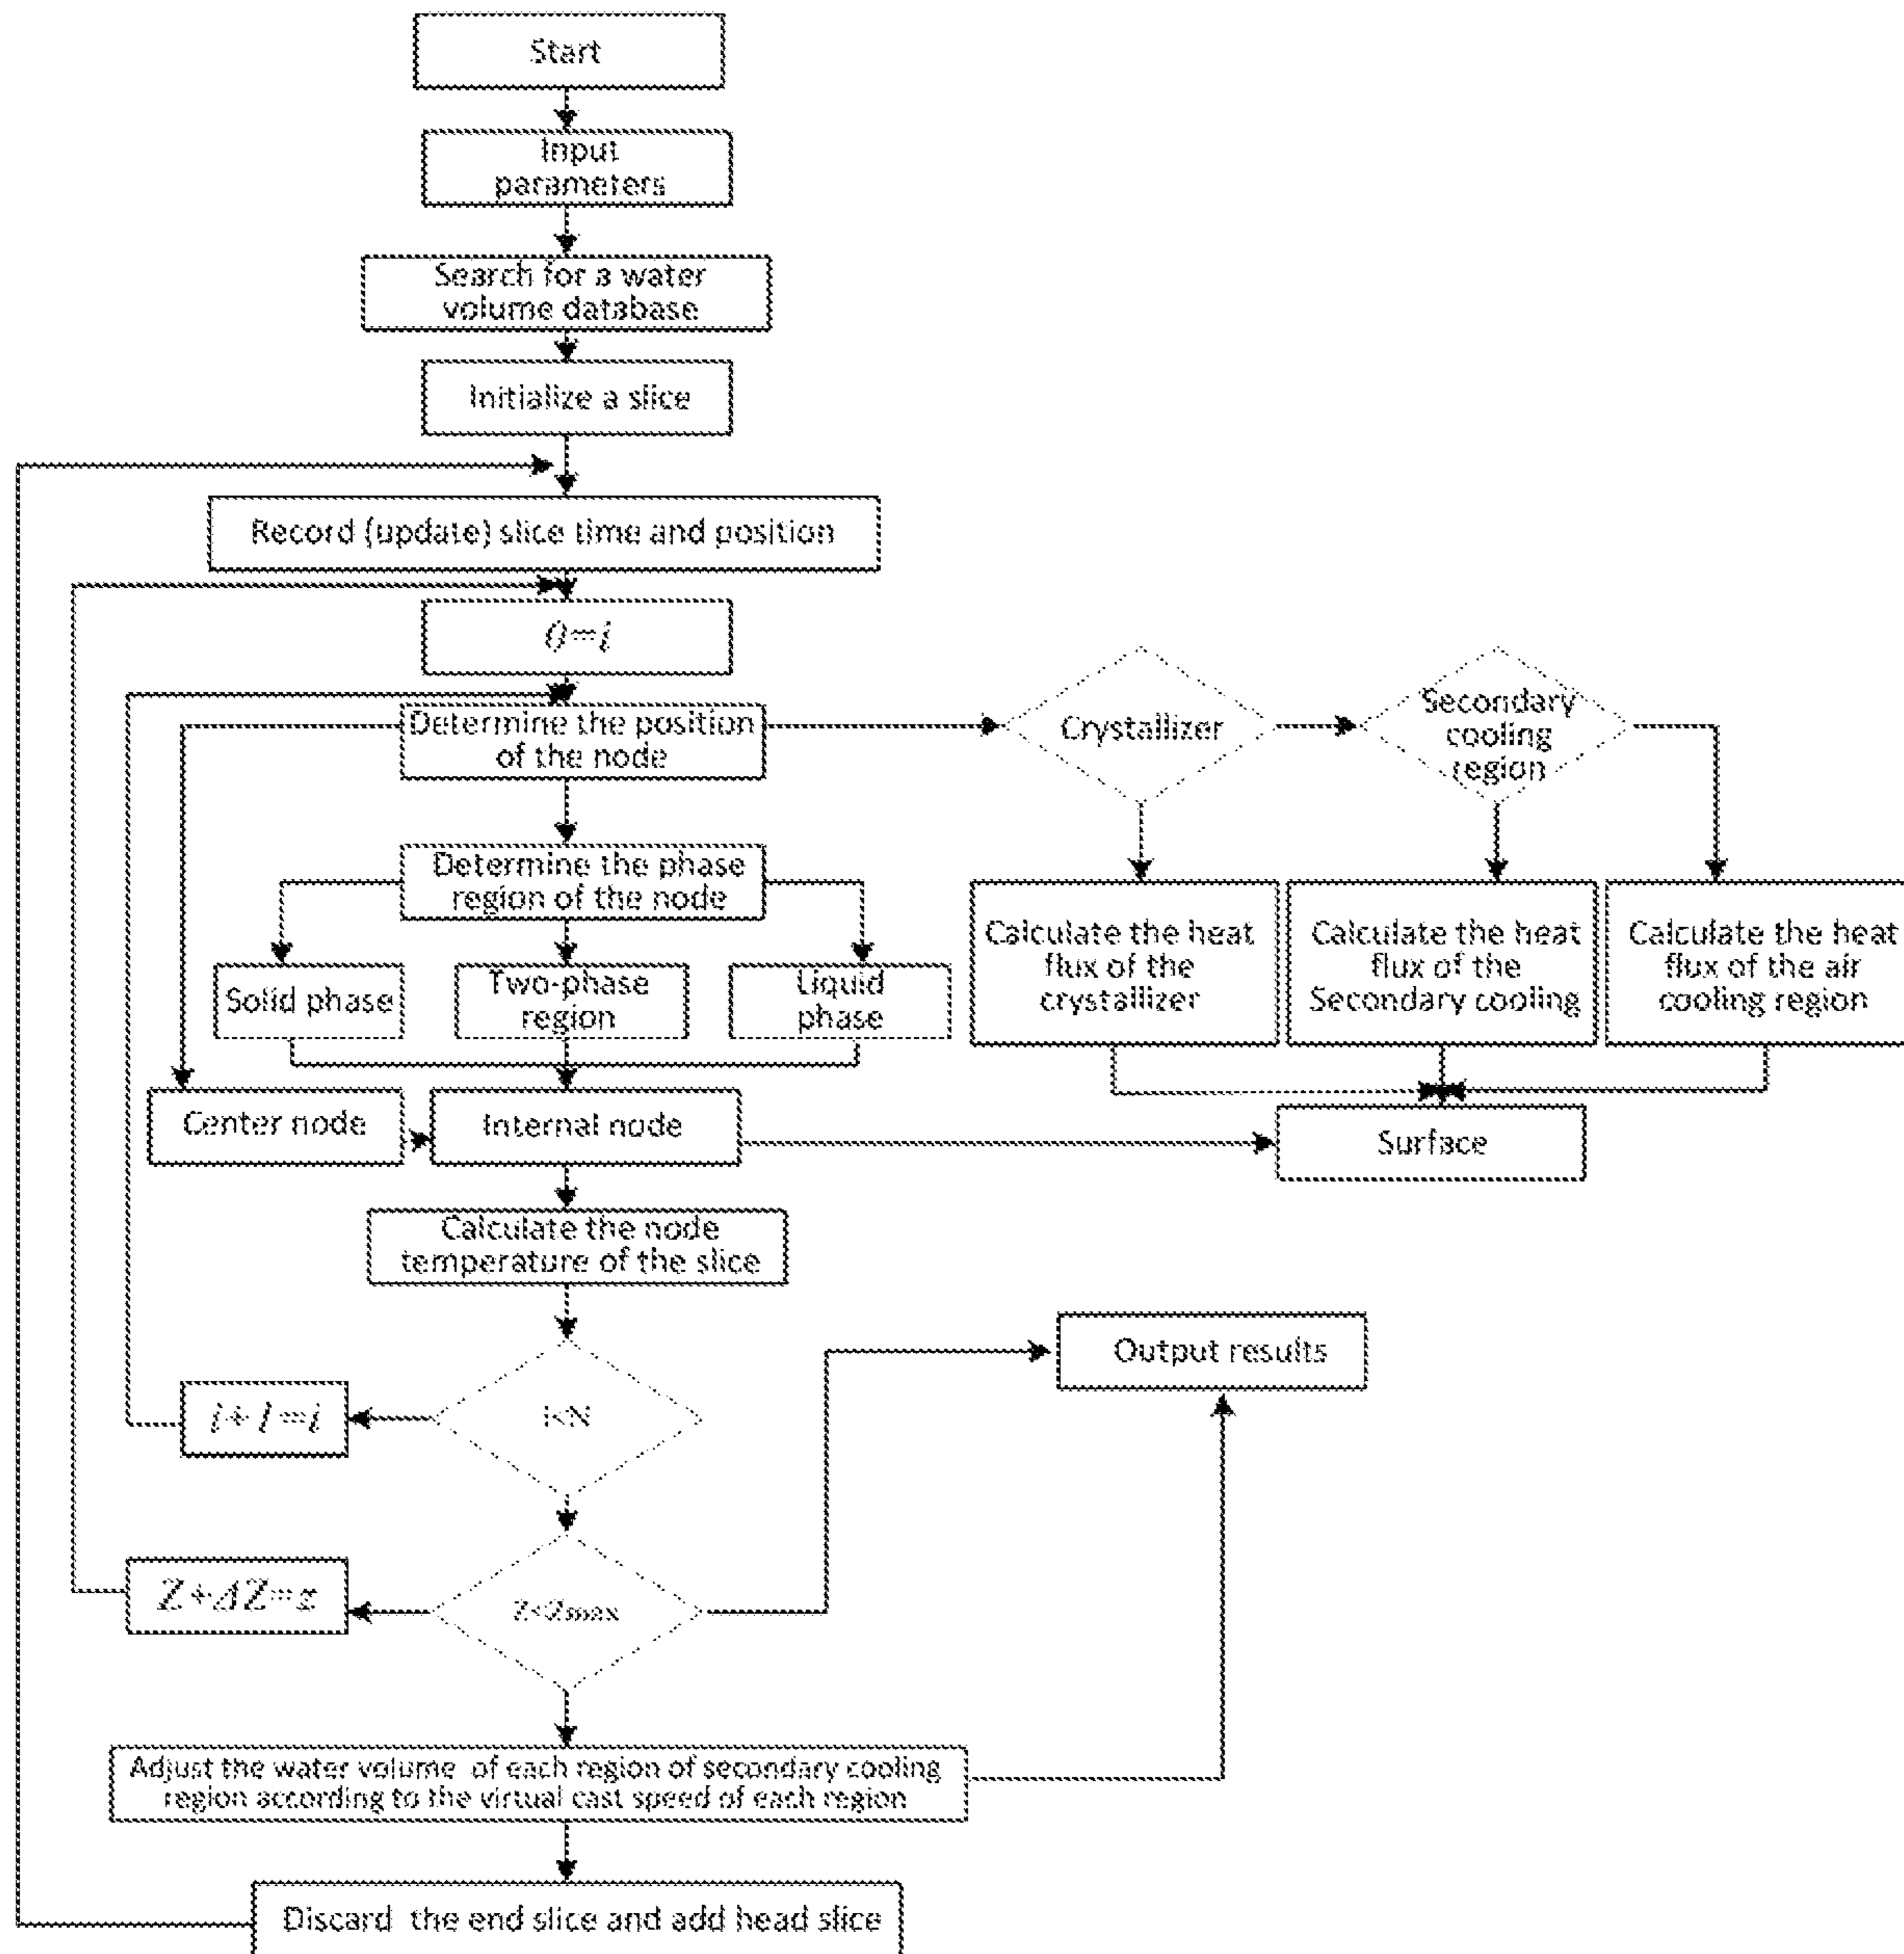 Start
Input
parameters
Search for a water
volume database
Initialize a slice
Record (update) slice time and position
0=i
Determine the position
of the node
Crystallizer
Secondary
cooling
region
Determine the phase
region of the node
Solid phase
Two-phase
region
Liquid
phase
Calculate the heat
flux of the
crystallizer
Calculate the heat
flux of the
Secondary cooling
Calculate the heat
flux of the air
cooling region
Center node
Internal node
Surface
Calculate the node
temperature of the slice
Output results
i<N
i+1=i
Z<Zmax
Z+ΔZ=z
Adjust the water volume of each region of secondary cooling
region according to the virtual cast speed of each region
Discard the end slice and add head slice